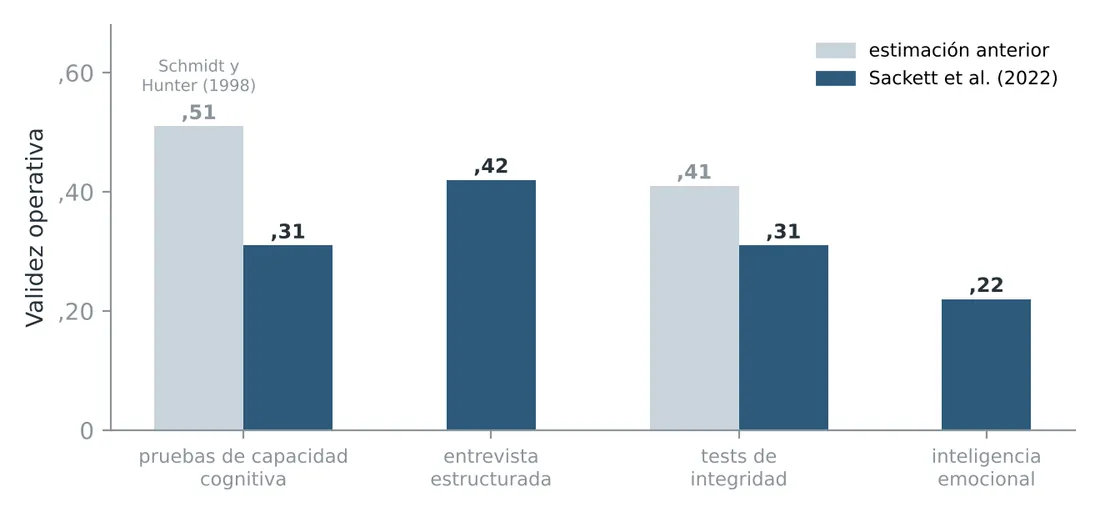 estimación anterior
Sackett et al. (2022)
Schmidt y
Hunter (1998)
Validez operativa
,60
,40
,20
0
,51
,31
,42
,41
,31
,22
pruebas de capacidad
cognitiva
entrevista
estructurada
tests de
integridad
inteligencia
emocional